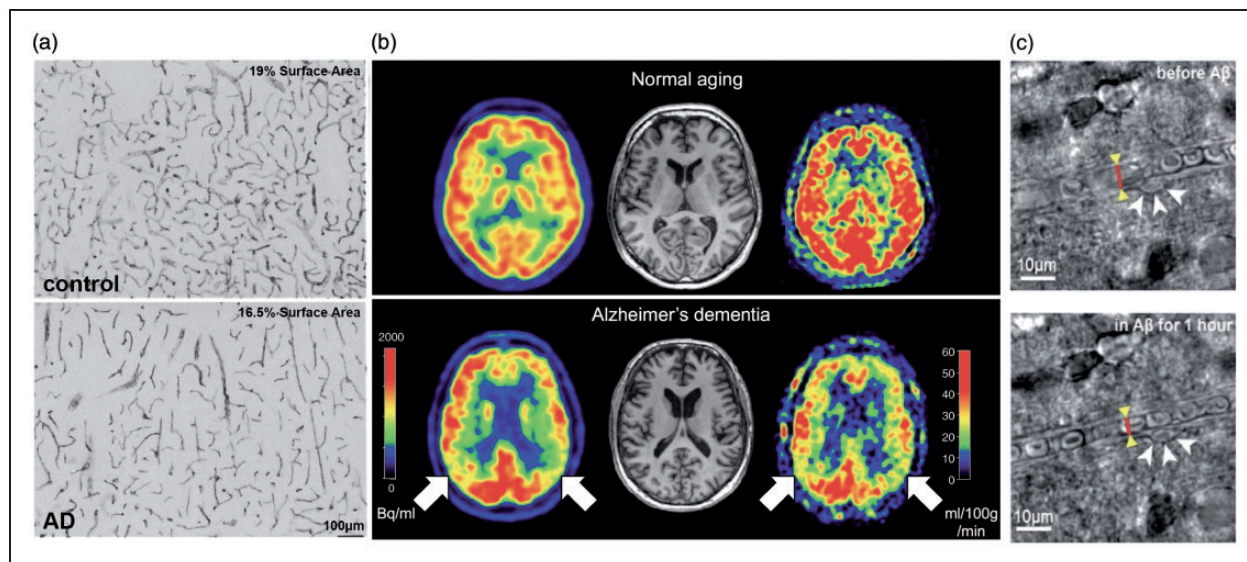 (a)
19% Surface Area
control
16.5% Surface Area
AD
100µm
(b)
Normal aging
Alzheimer's dementia
2000
0
Bq/ml
60
50
40
30
20
10
0
ml/100g
/min
(c)
before Aβ
10µm
in Aβ for 1 hour
10µm